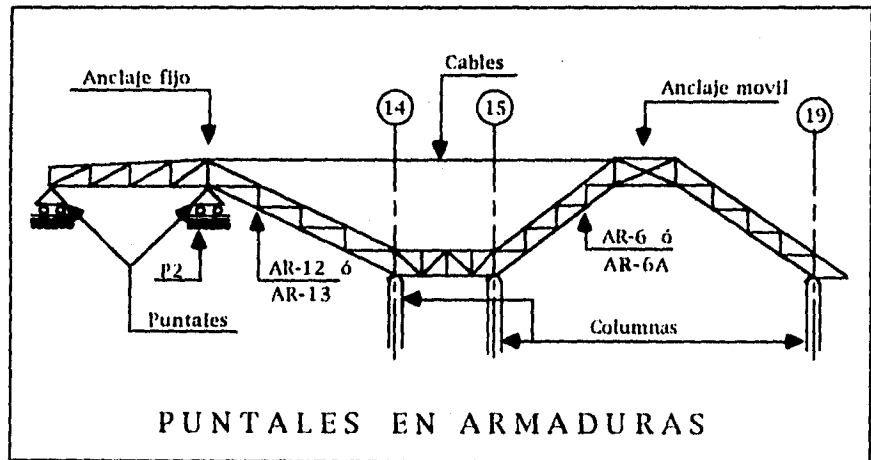 Anclaje fijo
Cables
Anclaje movil
14
15
19
P2
AR-12 ó
AR-13
AR-6 ó
AR-6A
Puntales
Columnas
PUNTALES EN ARMADURAS